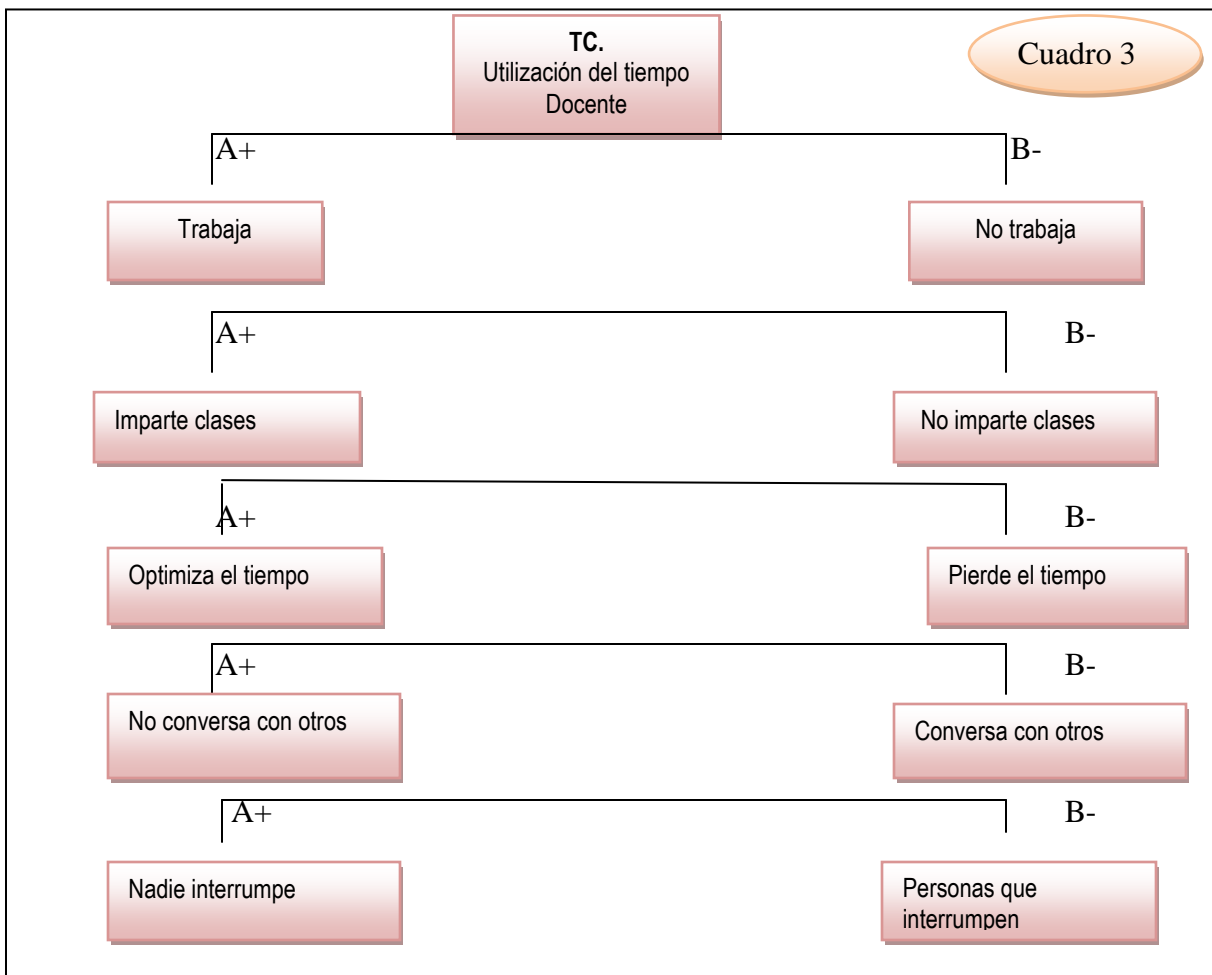 TC.
Utilización del tiempo
Docente
Cuadro 3
A+
B-
Trabaja
No trabaja
A+
B-
Imparte clases
No imparte clases
A+
B-
Optimiza el tiempo
Pierde el tiempo
A+
B-
No conversa con otros
Conversa con otros
A+
B-
Nadie interrumpe
Personas que
interrumpen